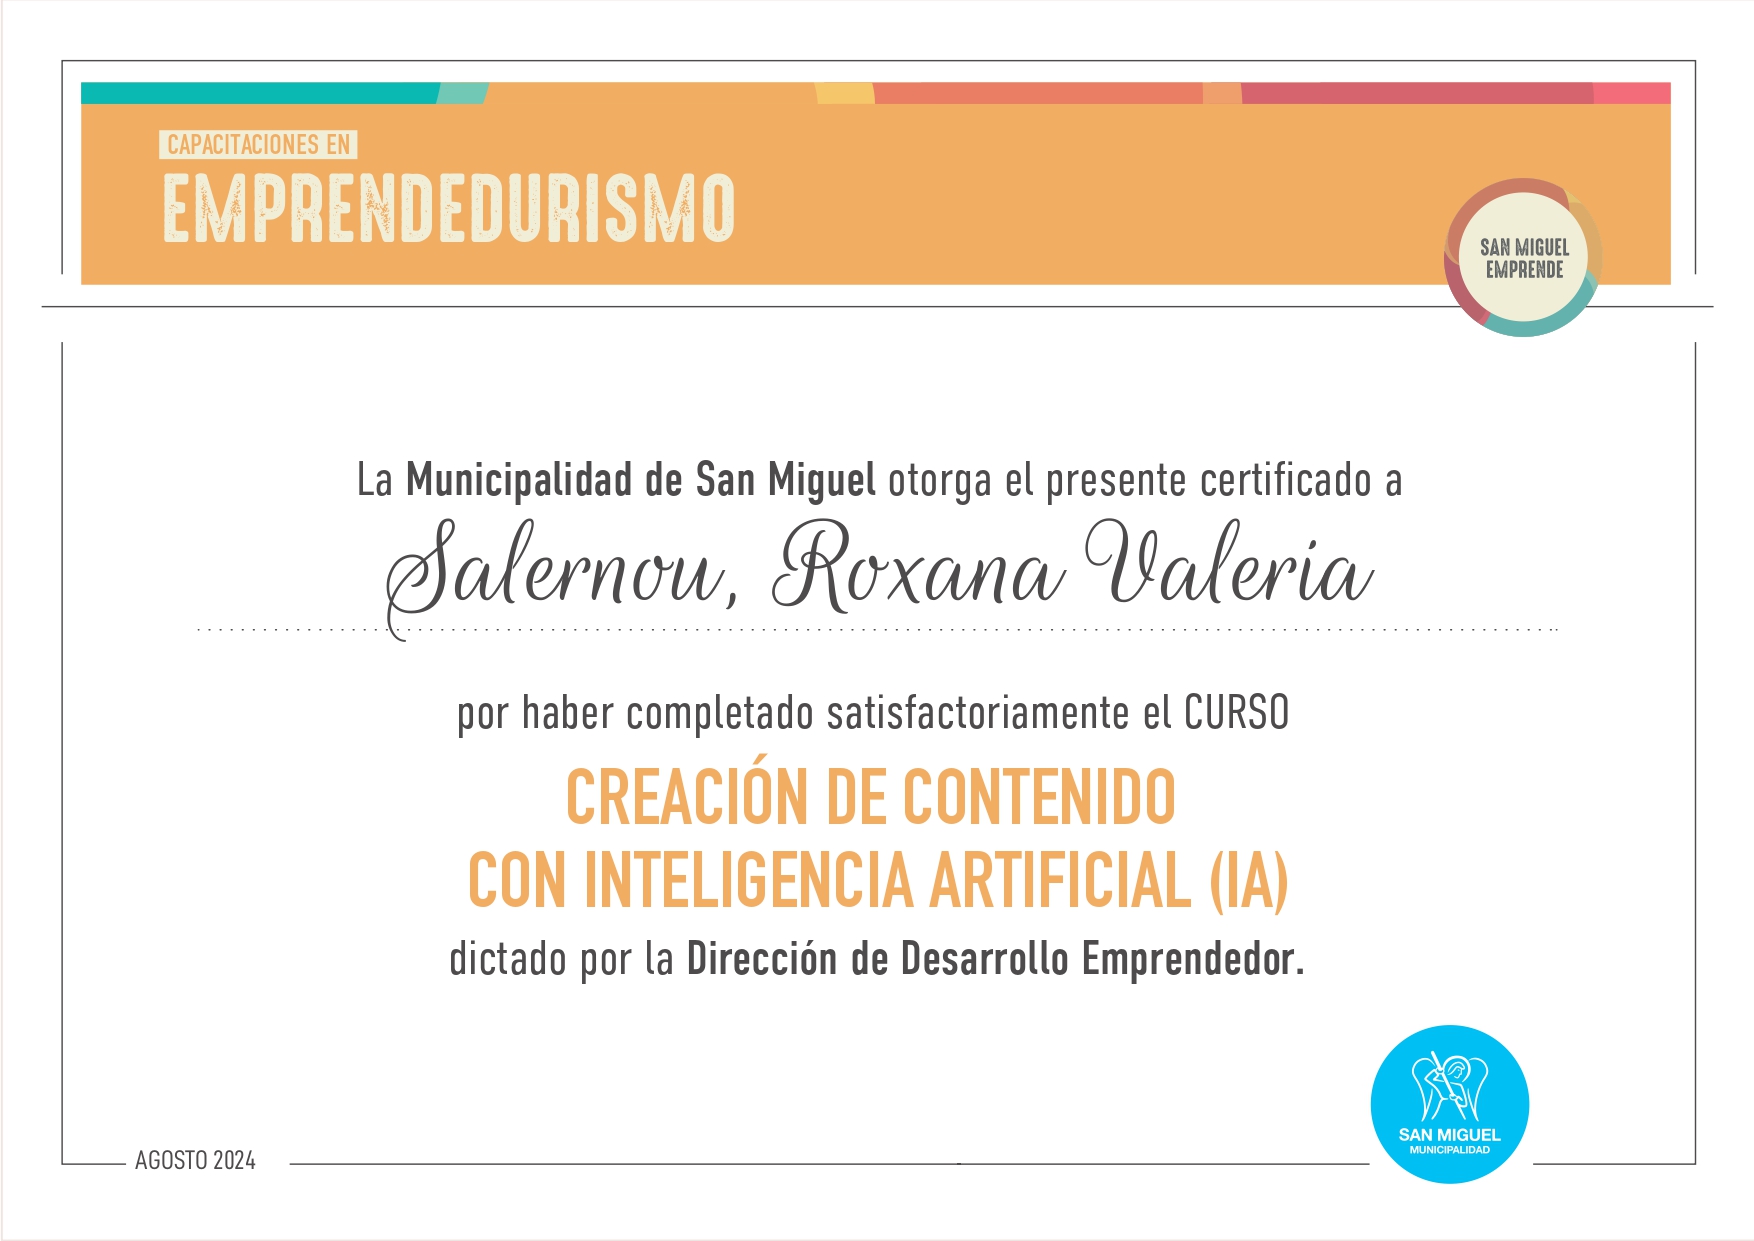 CAPACITACIONES EN
EMPRENDEDURISMO
SAN MIGUEL
EMPRENDE
La Municipalidad de San Miguel otorga el presente certificado a
Salernou, Roxana Valeria
por haber completado satisfactoriamente el CURSO
CREACIÓN DE CONTENIDO
CON INTELIGENCIA ARTIFICIAL (IA)
dictado por la Dirección de Desarrollo Emprendedor.
SAN MIGUEL
MUNICIPALIDAD
AGOSTO 2024